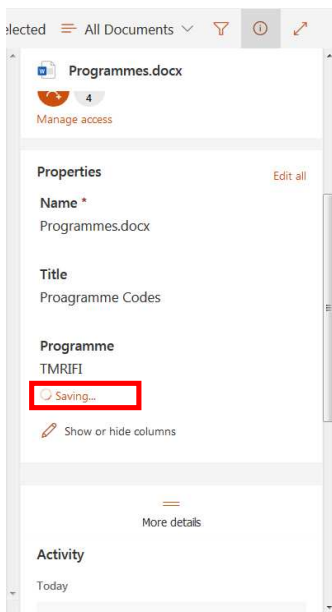 elected All Documents
Programmes.docx
4
Manage access
Properties Edit all
Name *
Programmes.docx
Title
Proagramme Codes
Programme
TMRIFI
Saving...
Show or hide columns
More details
Activity
Today